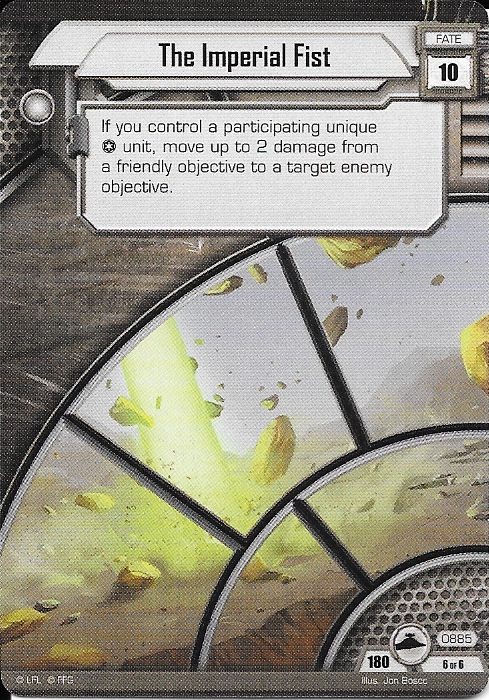 The Imperial Fist
FATE
10
If you control a participating unique
unit, move up to 2 damage from
a friendly objective to a target enemy
objective.
0885
180
6 OF 6
© LFL © FFG
Illus. Jon Bosco